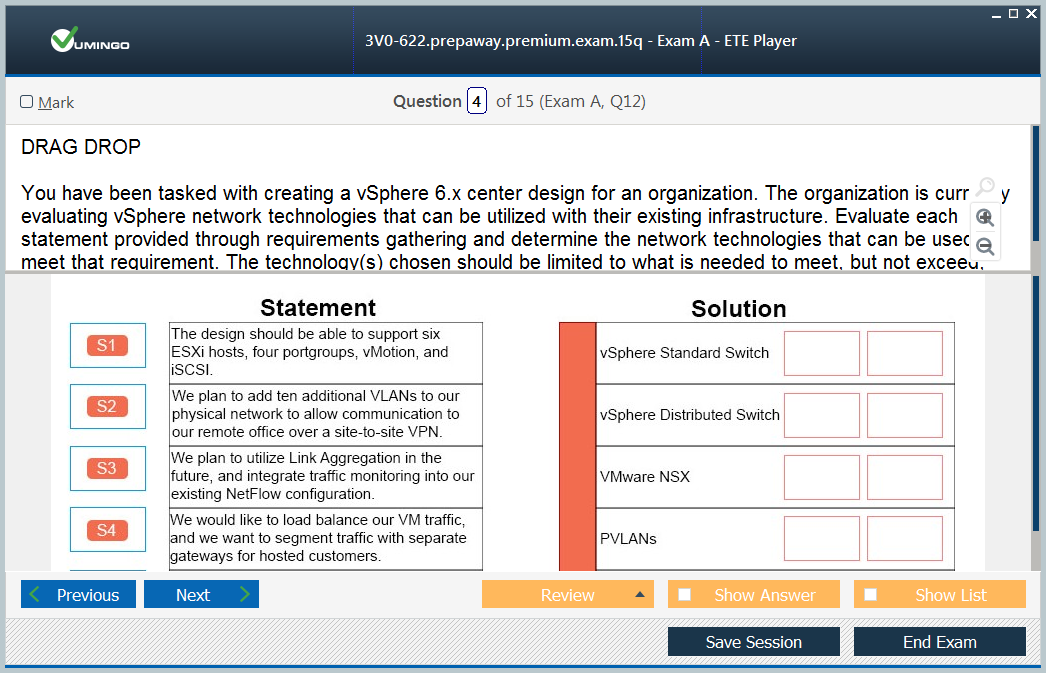 VUMINGO
3V0-622.prepaway.premium.exam.15q - Exam A - ETE Player
Mark
Question 4 of 15 (Exam A, Q12)
DRAG DROP
You have been tasked with creating a vSphere 6.x center design for an organization. The organization is curr y
evaluating vSphere network technologies that can be utilized with their existing infrastructure. Evaluate each
statement provided through requirements gathering and determine the network technologies that can be used
meet that requirement. The technology(s) chosen should be limited to what is needed to meet, but not exceed,
Statement
Solution
S1
The design should be able to support six
ESXi hosts, four portgroups, vMotion, and
iSCSI.
vSphere Standard Switch
S2
We plan to add ten additional VLANs to our
physical network to allow communication to
our remote office over a site-to-site VPN.
vSphere Distributed Switch
S3
We plan to utilize Link Aggregation in the
future, and integrate traffic monitoring into our
existing NetFlow configuration.
VMware NSX
S4
We would like to load balance our VM traffic,
and we want to segment traffic with separate
gateways for hosted customers.
PVLANs
Previous
Next
Review
Show Answer
Show List
Save Session
End Exam